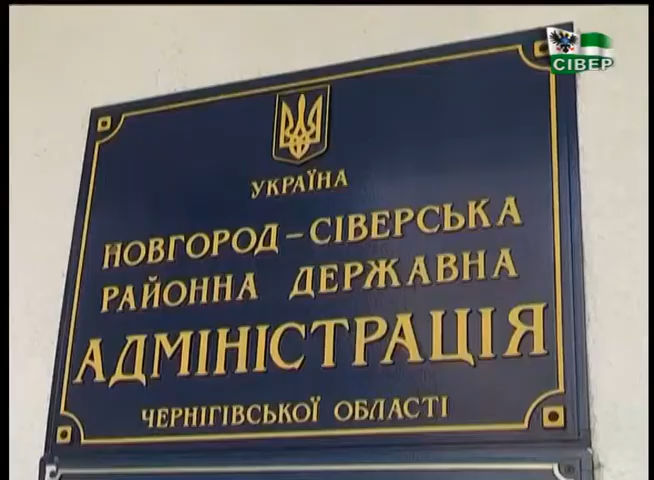 СІВЕР
УКРАЇНА
НОВГОРОД – СІВЕРСЬКА
РАЙОННА ДЕРЖАВНА
АДМІНІСТРАЦІЯ
ЧЕРНІГІВСЬКОЇ ОБЛАСТІ